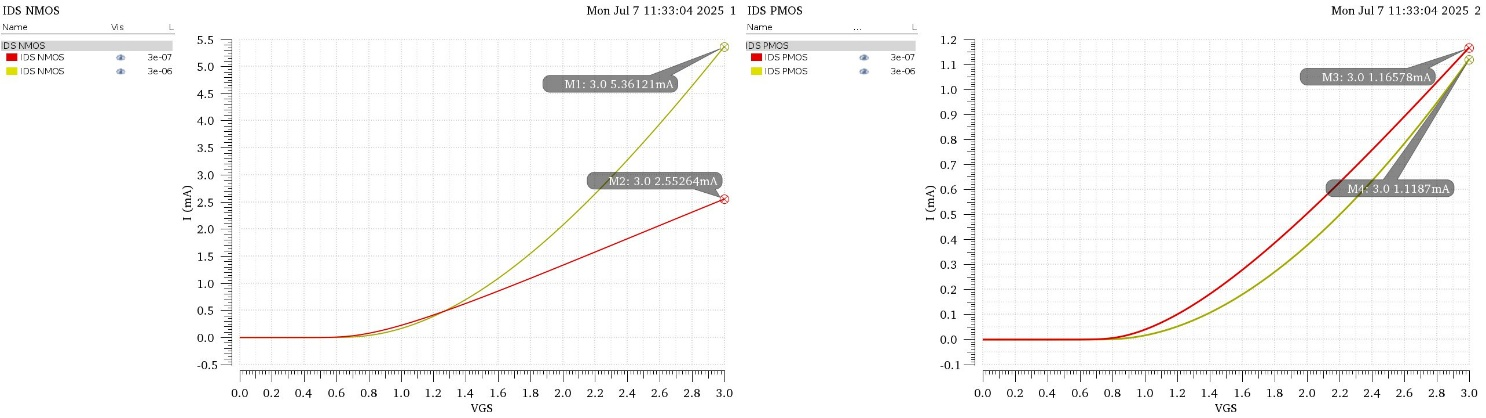 IDS NMOS
Mon Jul 7 11:33:04 2025 1
Name Vis L
IDS NMOS
IDS NMOS 3e-07
IDS NMOS 3e-06
I (mA)
5.5
5.0
4.5
4.0
3.5
3.0
2.5
2.0
1.5
1.0
0.5
0.0
-0.5
M1: 3.0 5.36121mA
M2: 3.0 2.55264mA
0.0 0.2 0.4 0.6 0.8 1.0 1.2 1.4 1.6 1.8 2.0 2.2 2.4 2.6 2.8 3.0
VGS
IDS PMOS
Mon Jul 7 11:33:04 2025 2
Name ... L
IDS PMOS
IDS PMOS 3e-07
IDS PMOS 3e-06
I (mA)
1.2
1.1
1.0
0.9
0.8
0.7
0.6
0.5
0.4
0.3
0.2
0.1
0.0
-0.1
M3: 3.0 1.16578mA
M4: 3.0 1.1187mA
0.0 0.2 0.4 0.6 0.8 1.0 1.2 1.4 1.6 1.8 2.0 2.2 2.4 2.6 2.8 3.0
VGS